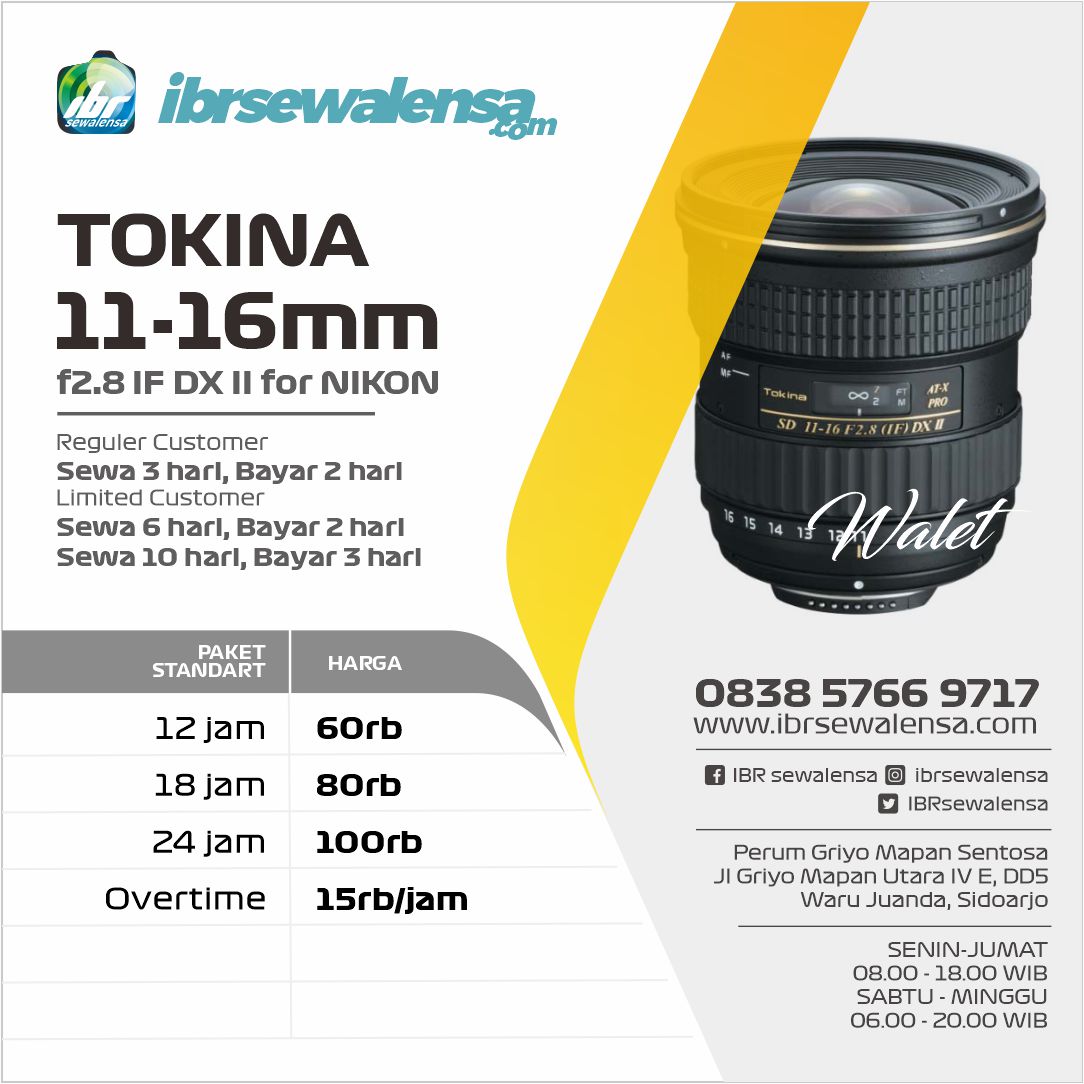 ibr
sewalensa
ibrsewalensa
.com
TOKINA
11-16mm
f2.8 IF DX II for NIKON
Reguler Customer
Sewa 3 hari, Bayar 2 hari
Limited Customer
Sewa 6 hari, Bayar 2 hari
Sewa 10 hari, Bayar 3 hari
PAKET STANDART HARGA
12 jam 60rb
18 jam 80rb
24 jam 100rb
Overtime 15rb/jam
AF
MF
Tokina ∞ 7 FT AT-X
2 M PRO
SD 11-16 F2.8 (IF) DX II
16 15 14 13 12 11
Walet
0838 5766 9717
www.ibrsewalensa.com
IBR sewalensa ibrsewalensa
IBRsewalensa
Perum Griyo Mapan Sentosa
Jl Griyo Mapan Utara IV E, DD5
Waru Juanda, Sidoarjo
SENIN-JUMAT
08.00 - 18.00 WIB
SABTU - MINGGU
06.00 - 20.00 WIB